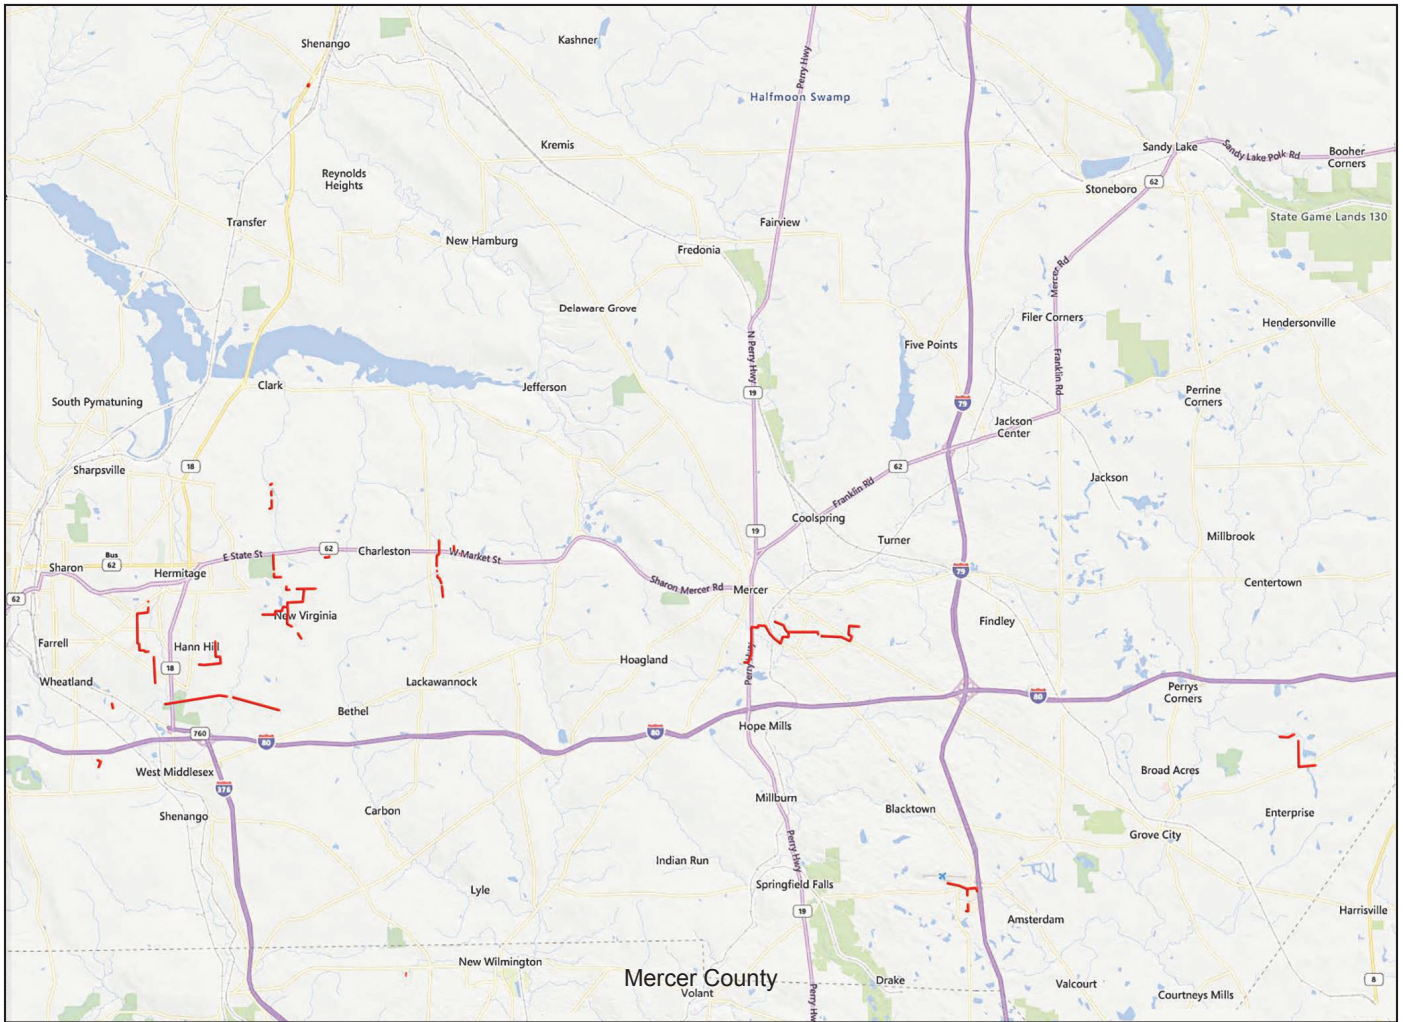 Shenango
Kashner
Perry Hwy
Halfmoon Swamp
Kremis
Sandy Lake
Sandy Lake Polk Rd
Booher
Corners
Reynolds
Heights
Stoneboro
62
Transfer
Fairview
State Game Lands 130
New Hamburg
Fredonia
Mercer Rd
Delaware Grove
Filer Corners
Hendersonville
N Perry Hwy
Five Points
Franklin Rd
Clark
Jefferson
19
Perrine
Corners
South Pymatuning
79
Jackson
Center
18
Sharpsville
62
Jackson
Franklin Rd
Coolspring
19
Millbrook
Turner
E State St
62
Charleston
W Market St
Bus
62
Sharon
Hermitage
79
Sharon Mercer Rd
Mercer
Centertown
62
New Virginia
Findley
Farrell
Hann Hill
Hoagland
Perry Hwy
18
Wheatland
Lackawannock
80
Perrys
Corners
Bethel
Hope Mills
760
80
80
West Middlesex
Broad Acres
376
Millburn
Carbon
Blacktown
Enterprise
Shenango
Grove City
Perry Hwy
Indian Run
Springfield Falls
Lyle
19
Amsterdam
Harrisville
New Wilmington
Mercer County
Drake
8
Volant
Valcourt
Courtneys Mills
Perry Hw